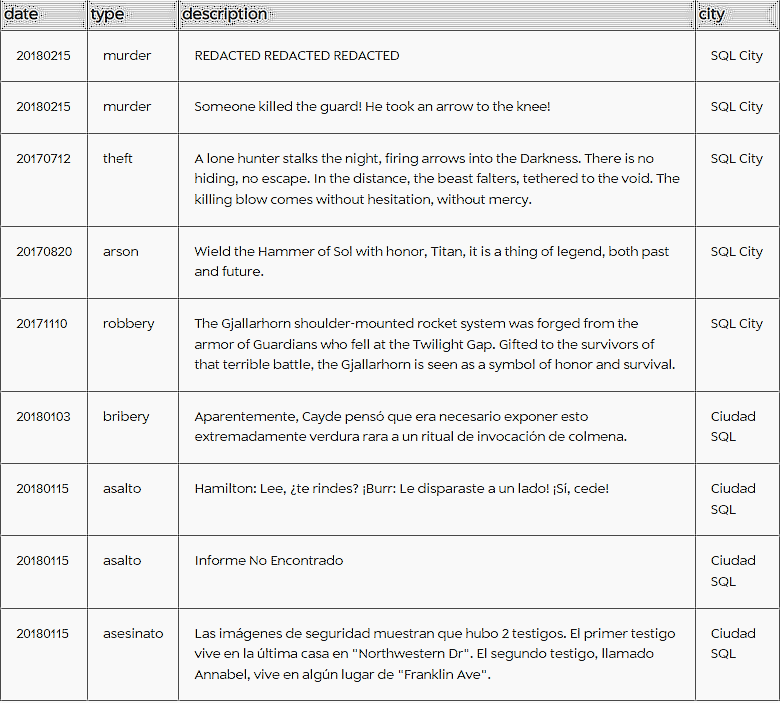 date type description city
20180215 murder REDACTED REDACTED REDACTED SQL City
20180215 murder Someone killed the guard! He took an arrow to the knee! SQL City
20170712 theft A lone hunter stalks the night, firing arrows into the Darkness. There is no SQL City
hiding, no escape. In the distance, the beast falters, tethered to the void. The
killing blow comes without hesitation, without mercy.
20170820 arson Wield the Hammer of Sol with honor, Titan, it is a thing of legend, both past SQL City
and future.
20171110 robbery The Gjallarhorn shoulder-mounted rocket system was forged from the SQL City
armor of Guardians who fell at the Twilight Gap. Gifted to the survivors of
that terrible battle, the Gjallarhorn is seen as a symbol of honor and survival.
20180103 bribery Aparentemente, Cayde pensó que era necesario exponer esto Ciudad
extremadamente verdura rara a un ritual de invocación de colmena. SQL
20180115 asalto Hamilton: Lee, ¿te rindes? ¡Burr: Le disparaste a un lado! ¡Sí, cede! Ciudad
SQL
20180115 asalto Informe No Encontrado Ciudad
SQL
20180115 asesinato Las imágenes de seguridad muestran que hubo 2 testigos. El primer testigo Ciudad
vive en la última casa en "Northwestern Dr". El segundo testigo, llamado SQL
Annabel, vive en algún lugar de "Franklin Ave".